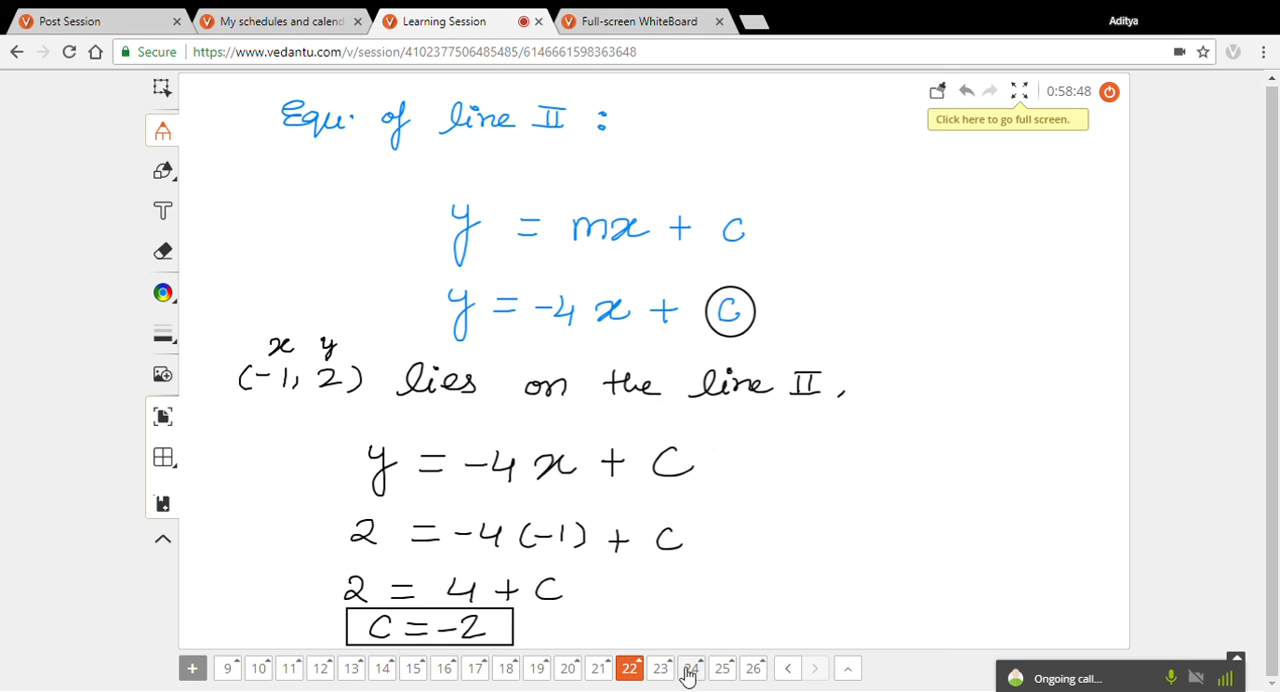 Post Session
My schedules and calend
Learning Session
Full-screen WhiteBoard
Aditya
Secure
https://www.vedantu.com/v/session/4102377506485485/6146661598363648
0:58:48
Click here to go full screen.
Equ. of line II :
y = mx + c
y = -4x + c
x y
(-1, 2) lies on the line II,
y = -4x + C
2 = -4(-1) + C
2 = 4 + C
C = -2
+ 9 10 11 12 13 14 15 16 17 18 19 20 21 22 23 24 25 26
Ongoing call...